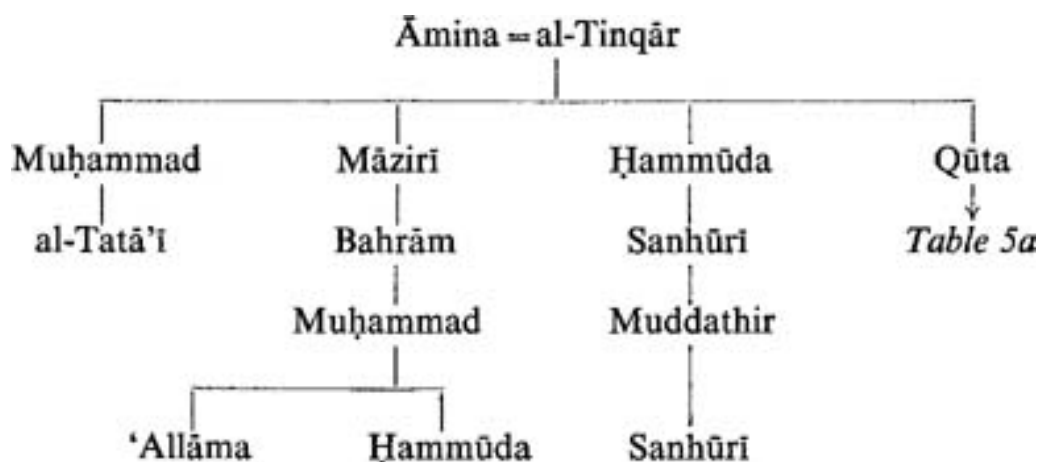 Āmina = al-Tinqār
Muḥammad Māzirī Ḥammūda Qūta
al-Tatā'ī Bahrām Sanhūrī Table 5a
Muḥammad Muddathir
‘Allāma Ḥammūda Sanhūrī